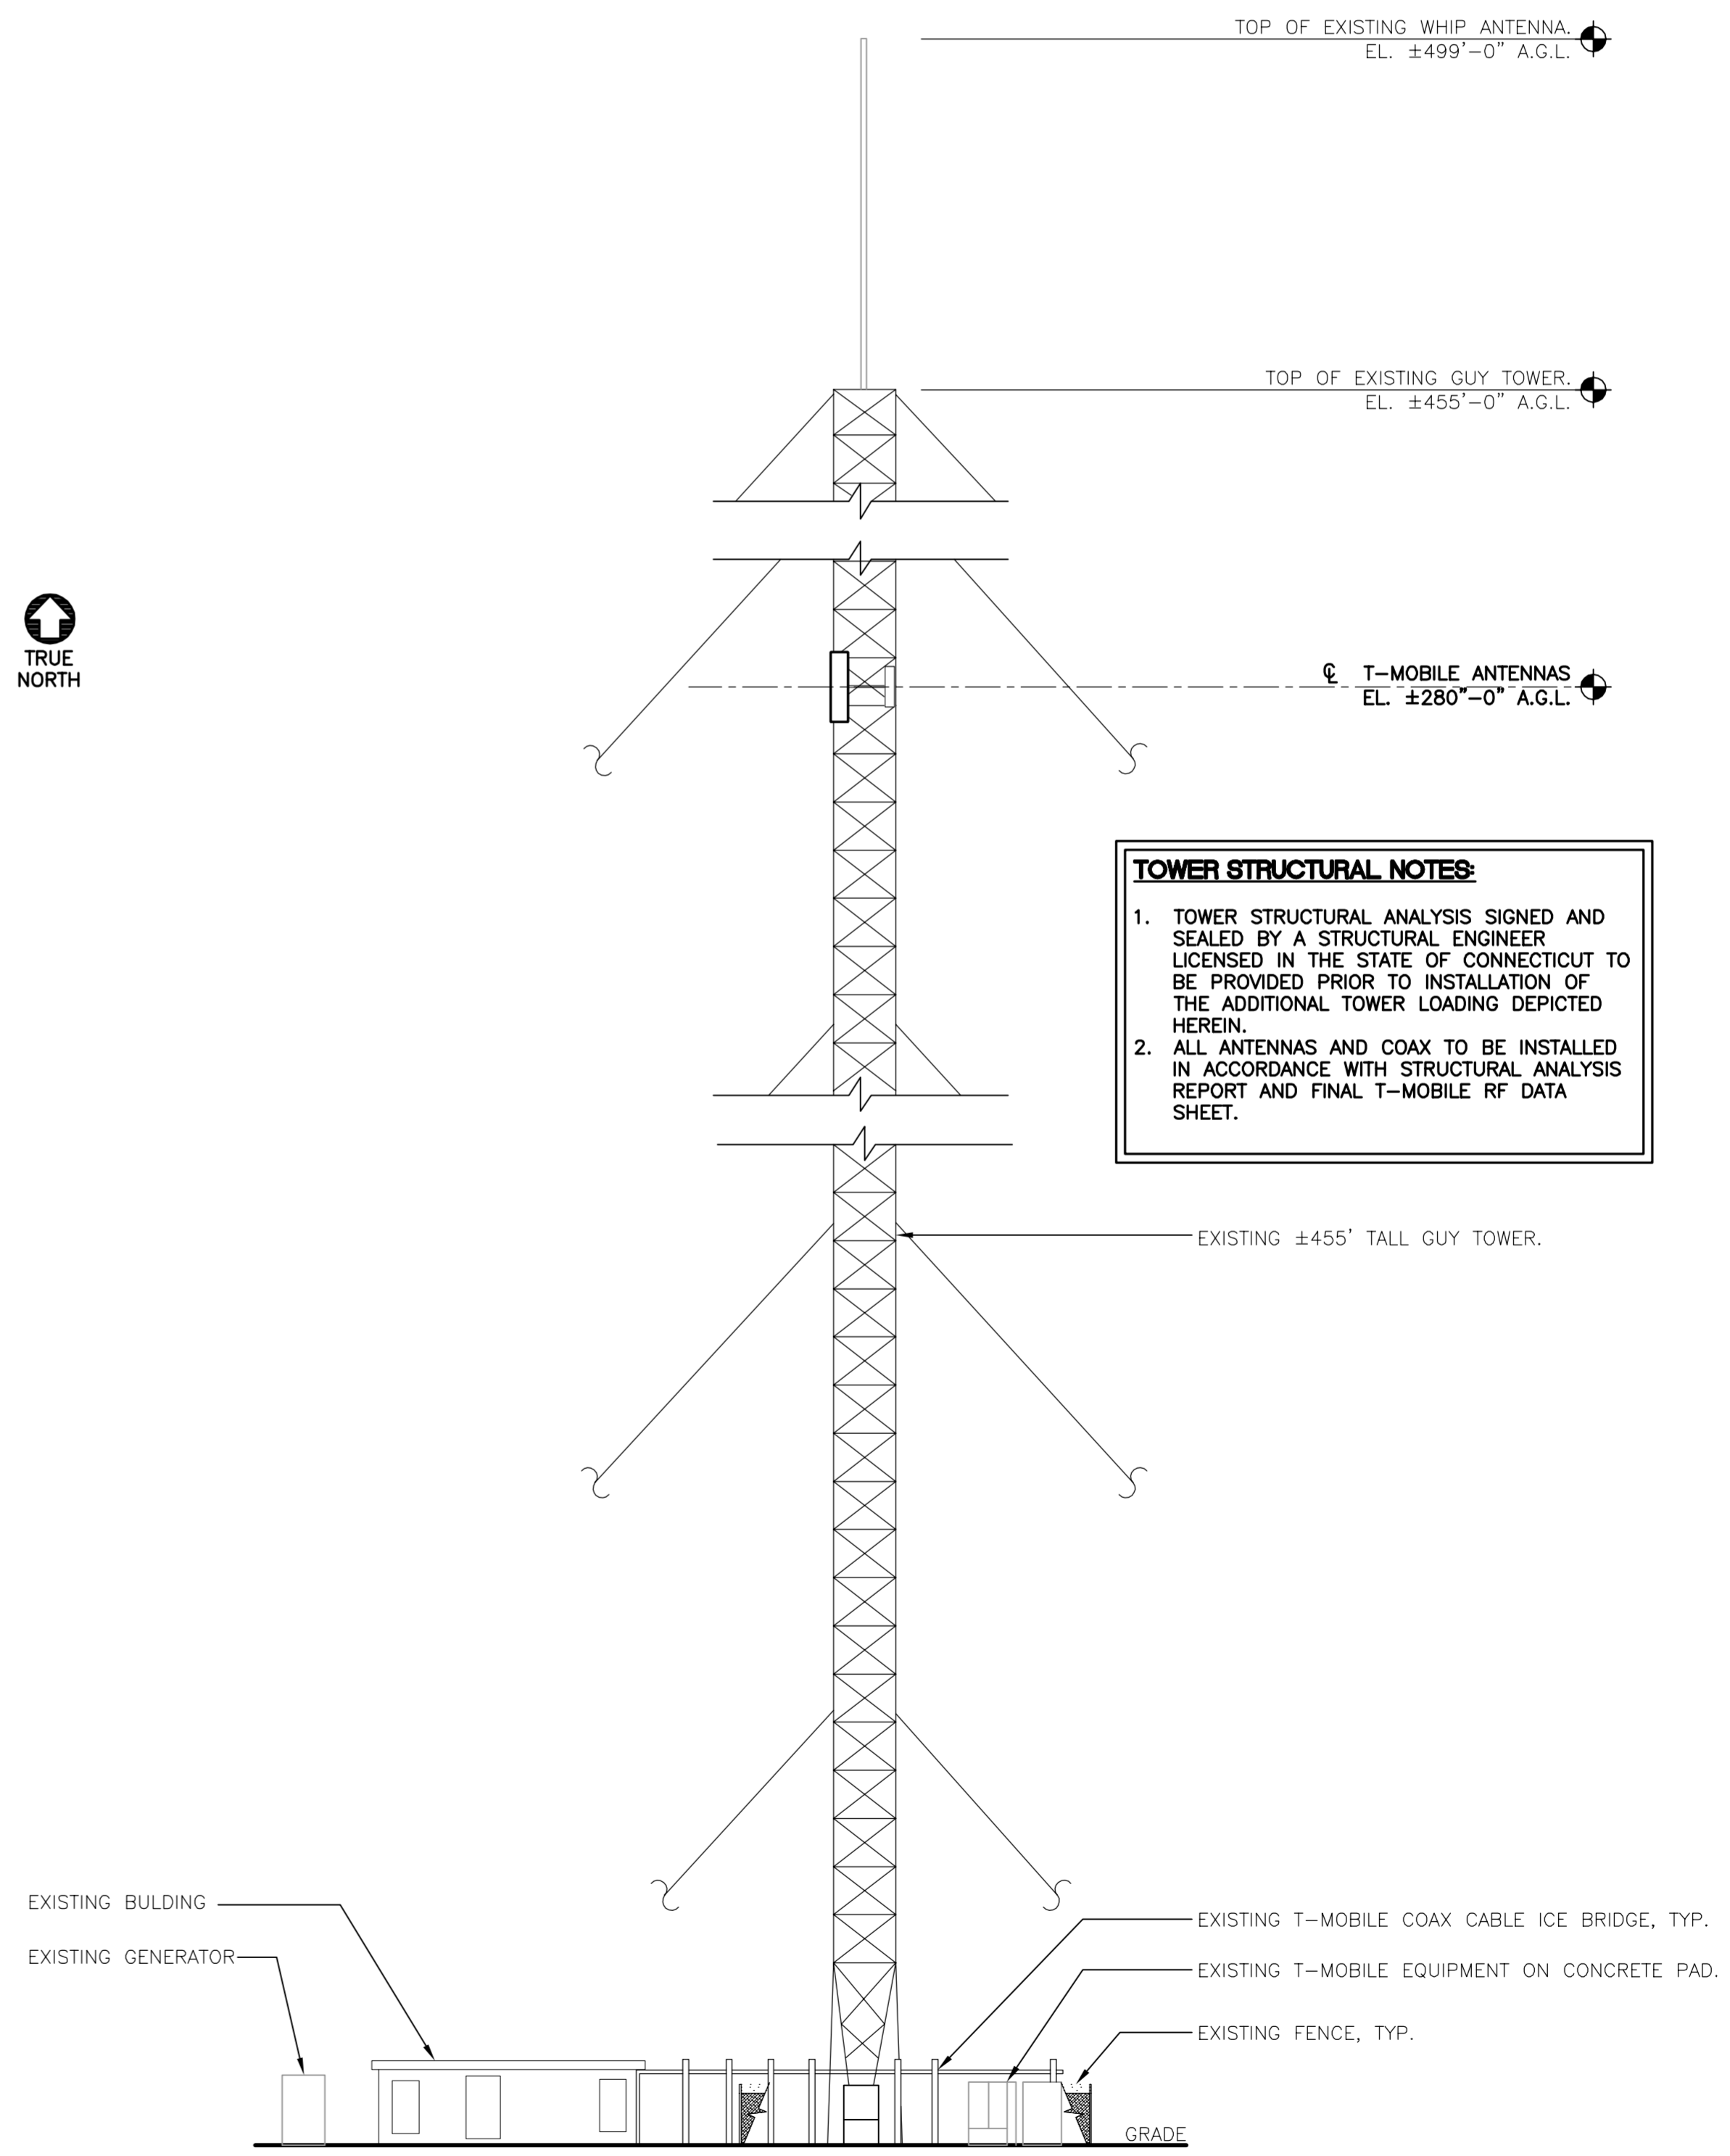 TOP OF EXISTING WHIP ANTENNA.
EL. ±499'-0" A.G.L.
TOP OF EXISTING GUY TOWER.
EL. ±455'-0" A.G.L.
TRUE
NORTH
℄ T-MOBILE ANTENNAS
EL. ±280"-0" A.G.L.
TOWER STRUCTURAL NOTES:
1. TOWER STRUCTURAL ANALYSIS SIGNED AND
SEALED BY A STRUCTURAL ENGINEER
LICENSED IN THE STATE OF CONNECTICUT TO
BE PROVIDED PRIOR TO INSTALLATION OF
THE ADDITIONAL TOWER LOADING DEPICTED
HEREIN.
2. ALL ANTENNAS AND COAX TO BE INSTALLED
IN ACCORDANCE WITH STRUCTURAL ANALYSIS
REPORT AND FINAL T-MOBILE RF DATA
SHEET.
EXISTING ±455' TALL GUY TOWER.
EXISTING BULDING
EXISTING GENERATOR
EXISTING T-MOBILE COAX CABLE ICE BRIDGE, TYP.
EXISTING T-MOBILE EQUIPMENT ON CONCRETE PAD.
EXISTING FENCE, TYP.
GRADE